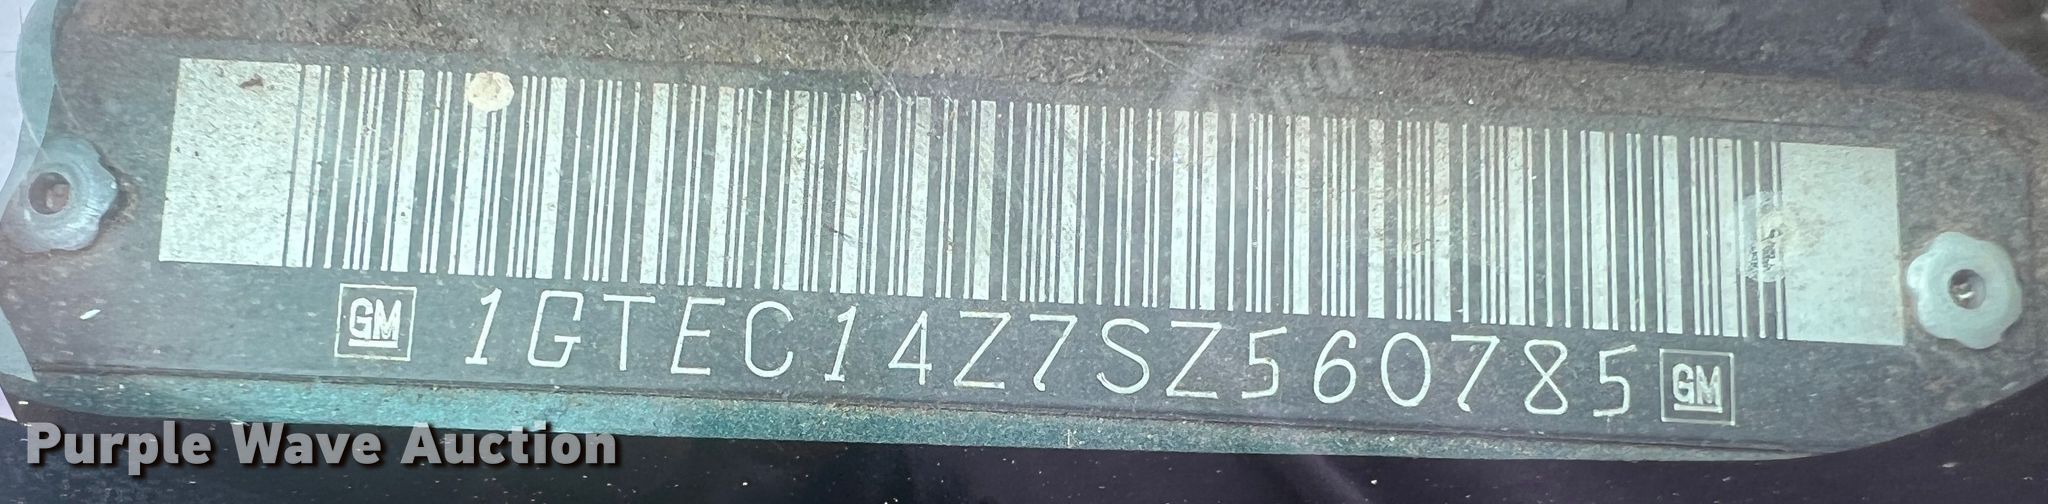 GM 1GTEC14Z7SZ560785 GM
Purple Wave Auction